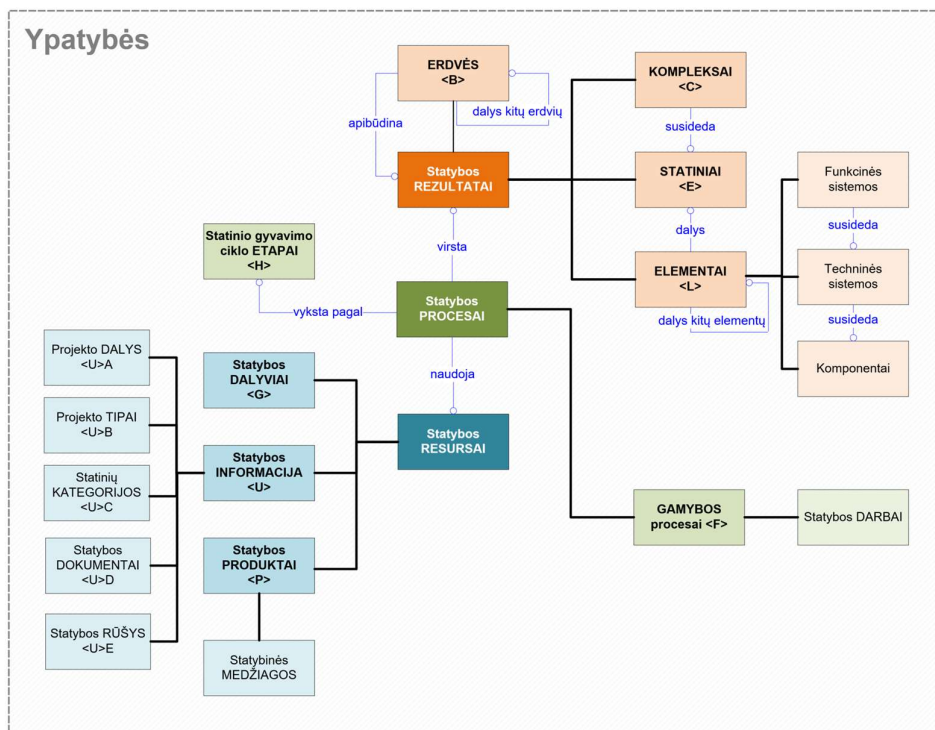 Ypatybės
ERDVĖS
<B>
dalys kitų erdvių
apibūdina
KOMPLEKSAI
<C>
susideda
Statybos
REZULTATAI
STATINIAI
<E>
Funkcinės
sistemos
susideda
dalys
virsta
Statinio gyvavimo
ciklo ETAPAI
<H>
ELEMENTAI
<L>
Techninės
sistemos
dalys kitų elementų
susideda
vyksta pagal
Statybos
PROCESAI
Komponentai
naudoja
Projekto DALYS
<U>A
Statybos
DALYVIAI
<G>
Projekto TIPAI
<U>B
Statybos
RESURSAI
Statybos
INFORMACIJA
<U>
Statinių
KATEGORIJOS
<U>C
GAMYBOS
procesai <F>
Statybos DARBAI
Statybos
DOKUMENTAI
<U>D
Statybos
PRODUKTAI
<P>
Statybos RŪŠYS
<U>E
Statybinės
MEDŽIAGOS